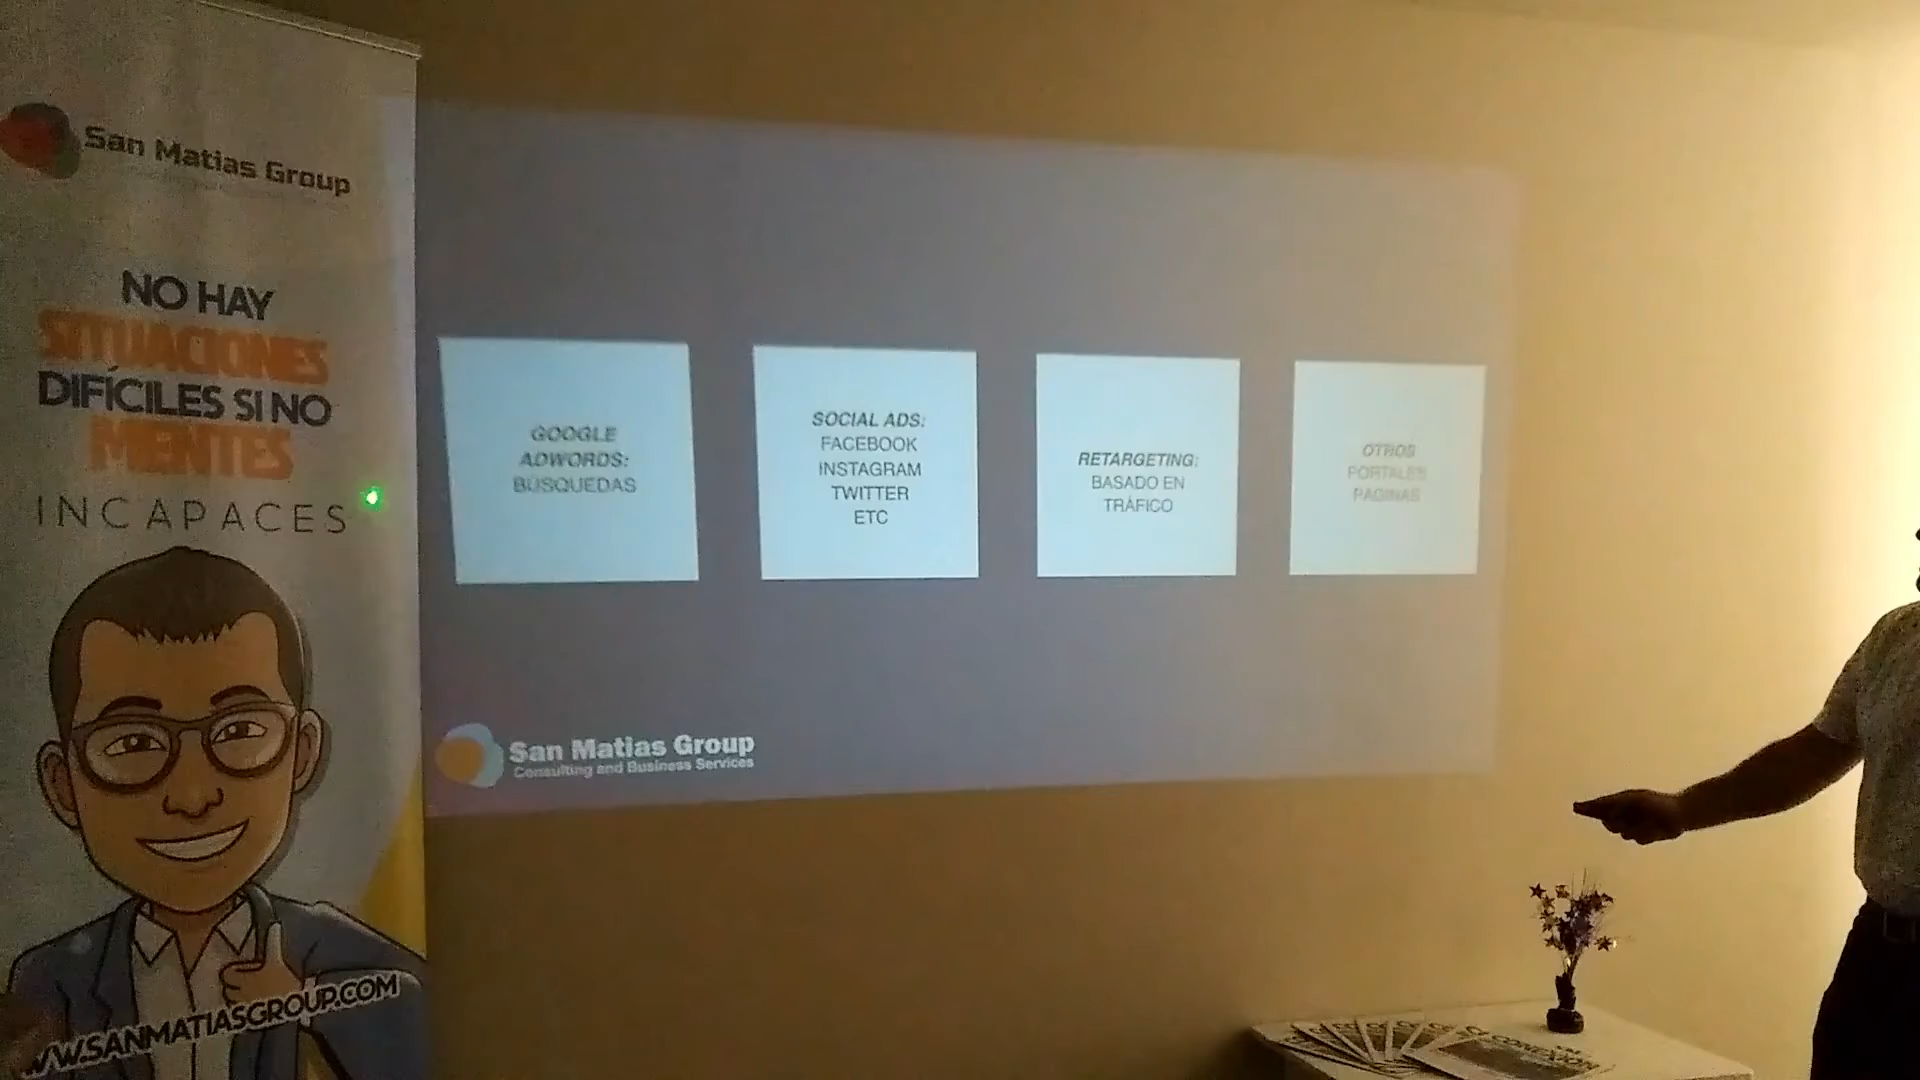 San Matias Group
NO HAY
SITUACIONES
DIFÍCILES SI NO
MENTES
INCAPACES
WWW.SANMATIASGROUP.COM
GOOGLE
ADWORDS:
BÚSQUEDAS
SOCIAL ADS:
FACEBOOK
INSTAGRAM
TWITTER
ETC
RETARGETING:
BASADO EN
TRÁFICO
OTROS
PORTALES
PAGINAS
San Matias Group
Consulting and Business Services
CONEXIÓN